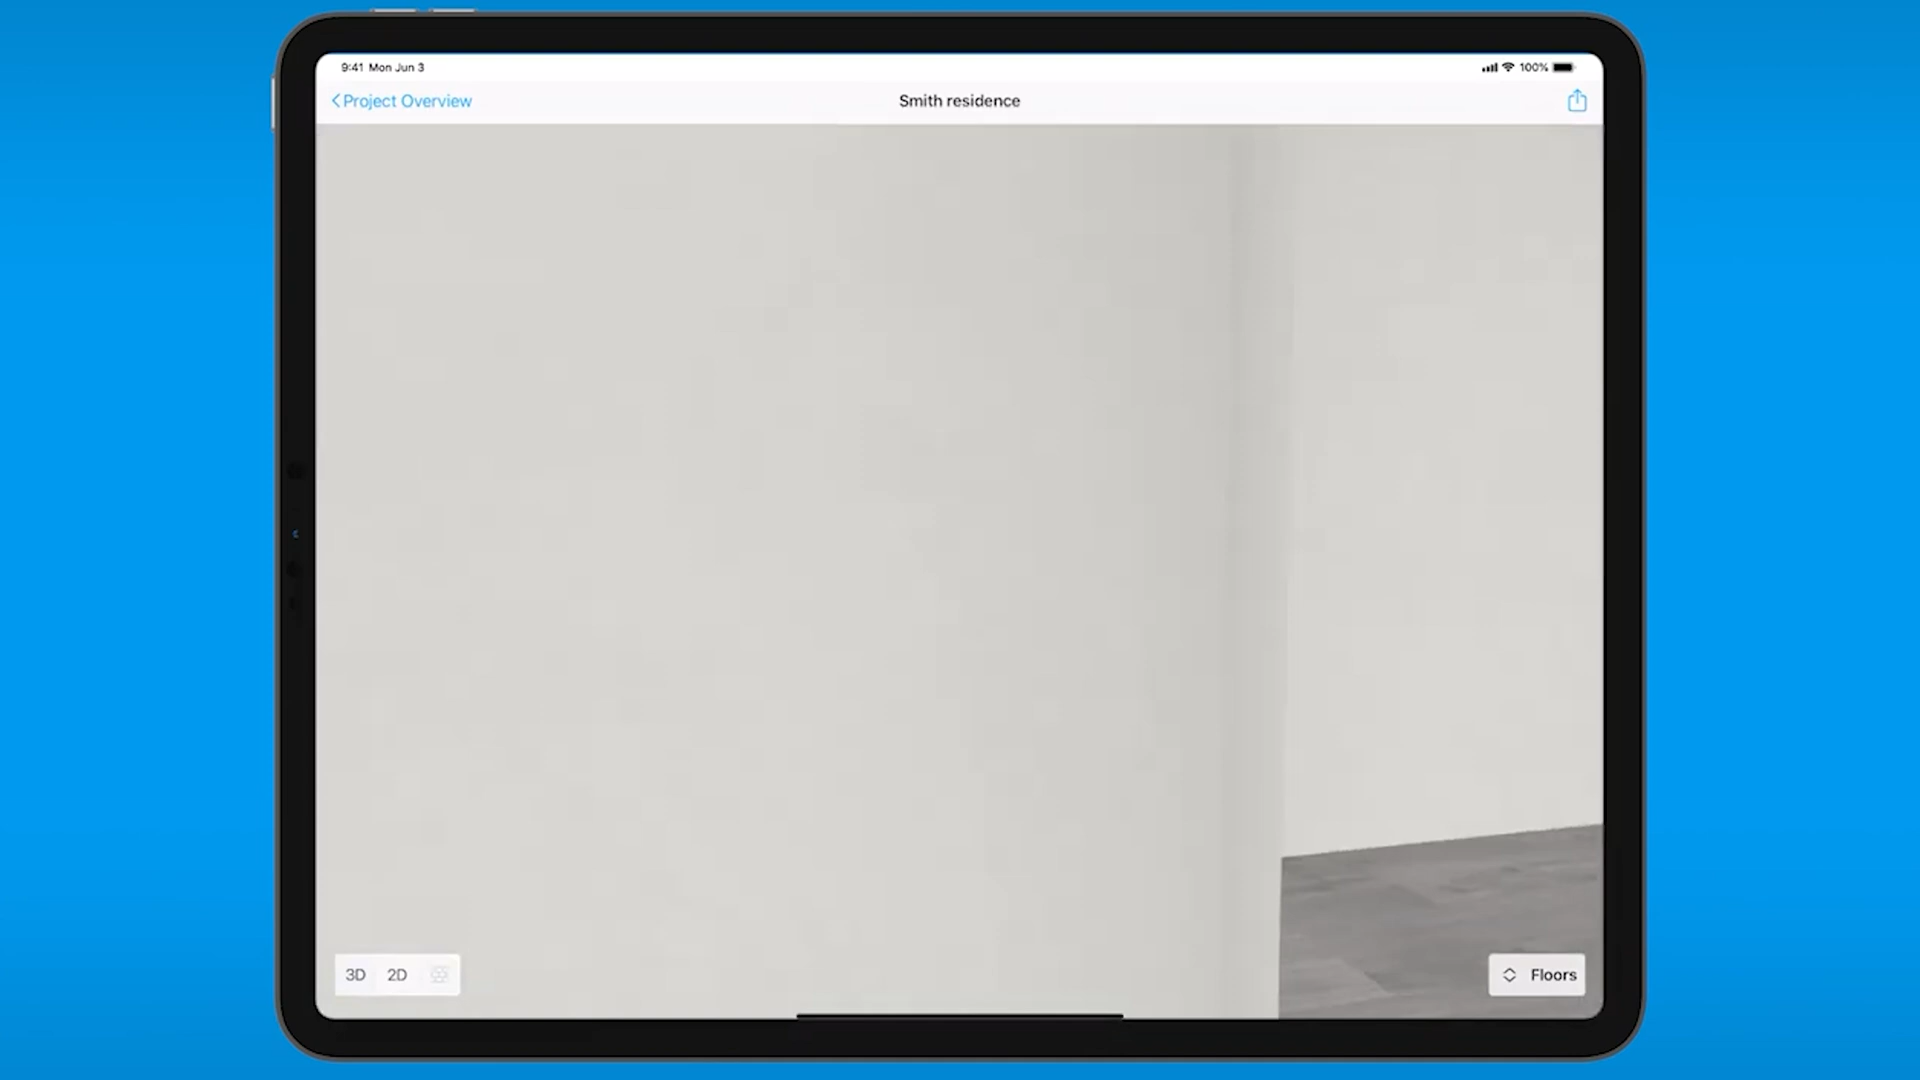 9:41 Mon Jun 3
100%
Project Overview
Smith residence
3D
2D
Floors